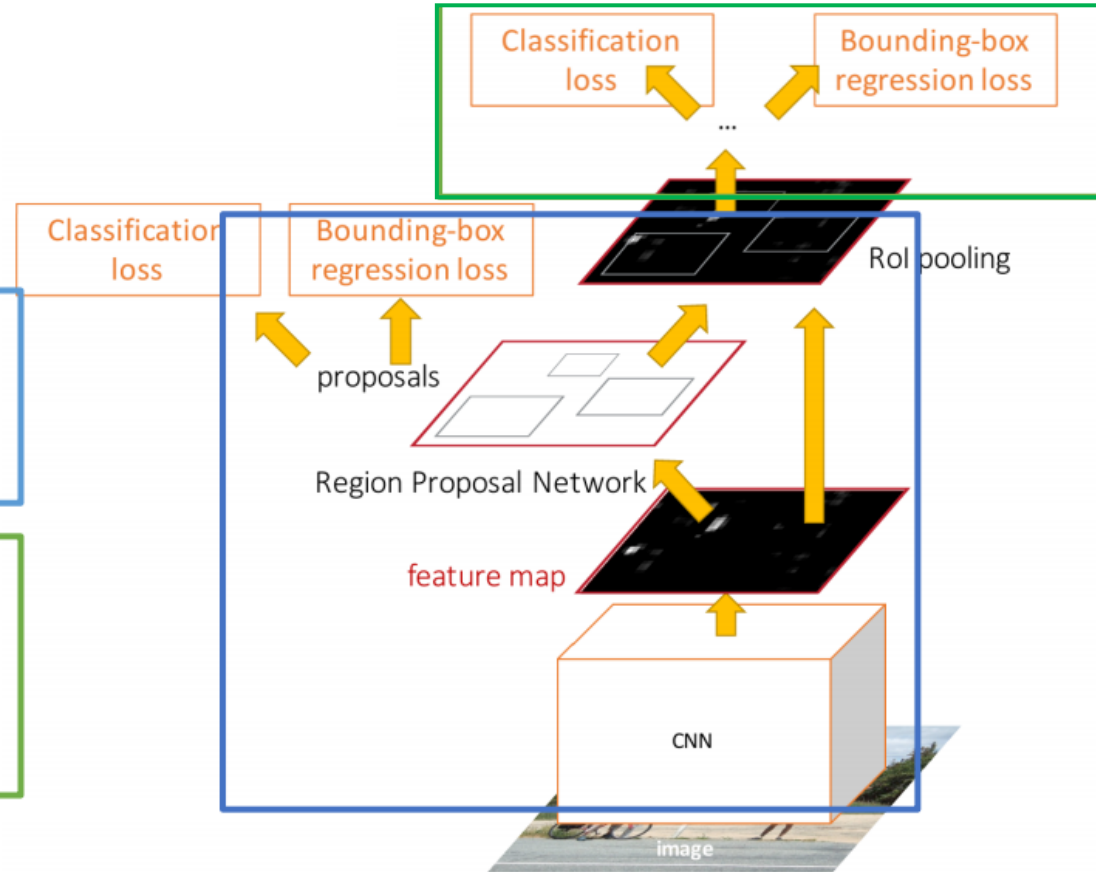 Classification
loss
Bounding-box
regression loss
...
Classification
loss
Bounding-box
regression loss
RoI pooling
proposals
Region Proposal Network
feature map
CNN
image